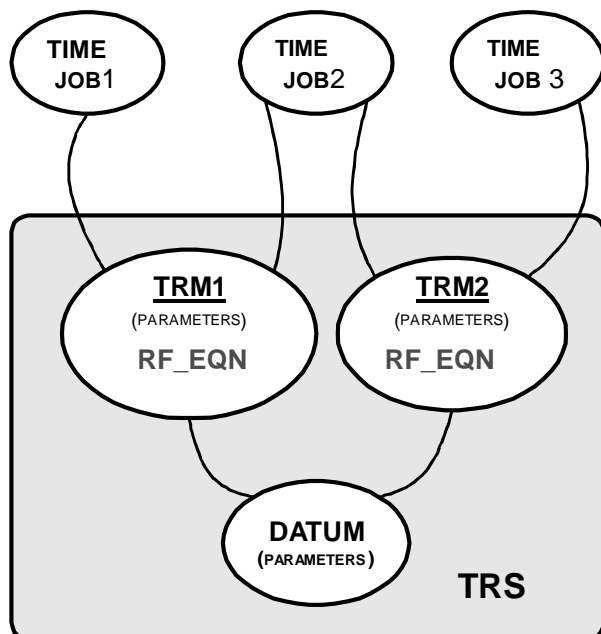 TIME
JOB1
TIME
JOB2
TIME
JOB 3
TRM1
(PARAMETERS)
RF_EQN
TRM2
(PARAMETERS)
RF_EQN
DATUM
(PARAMETERS)
TRS